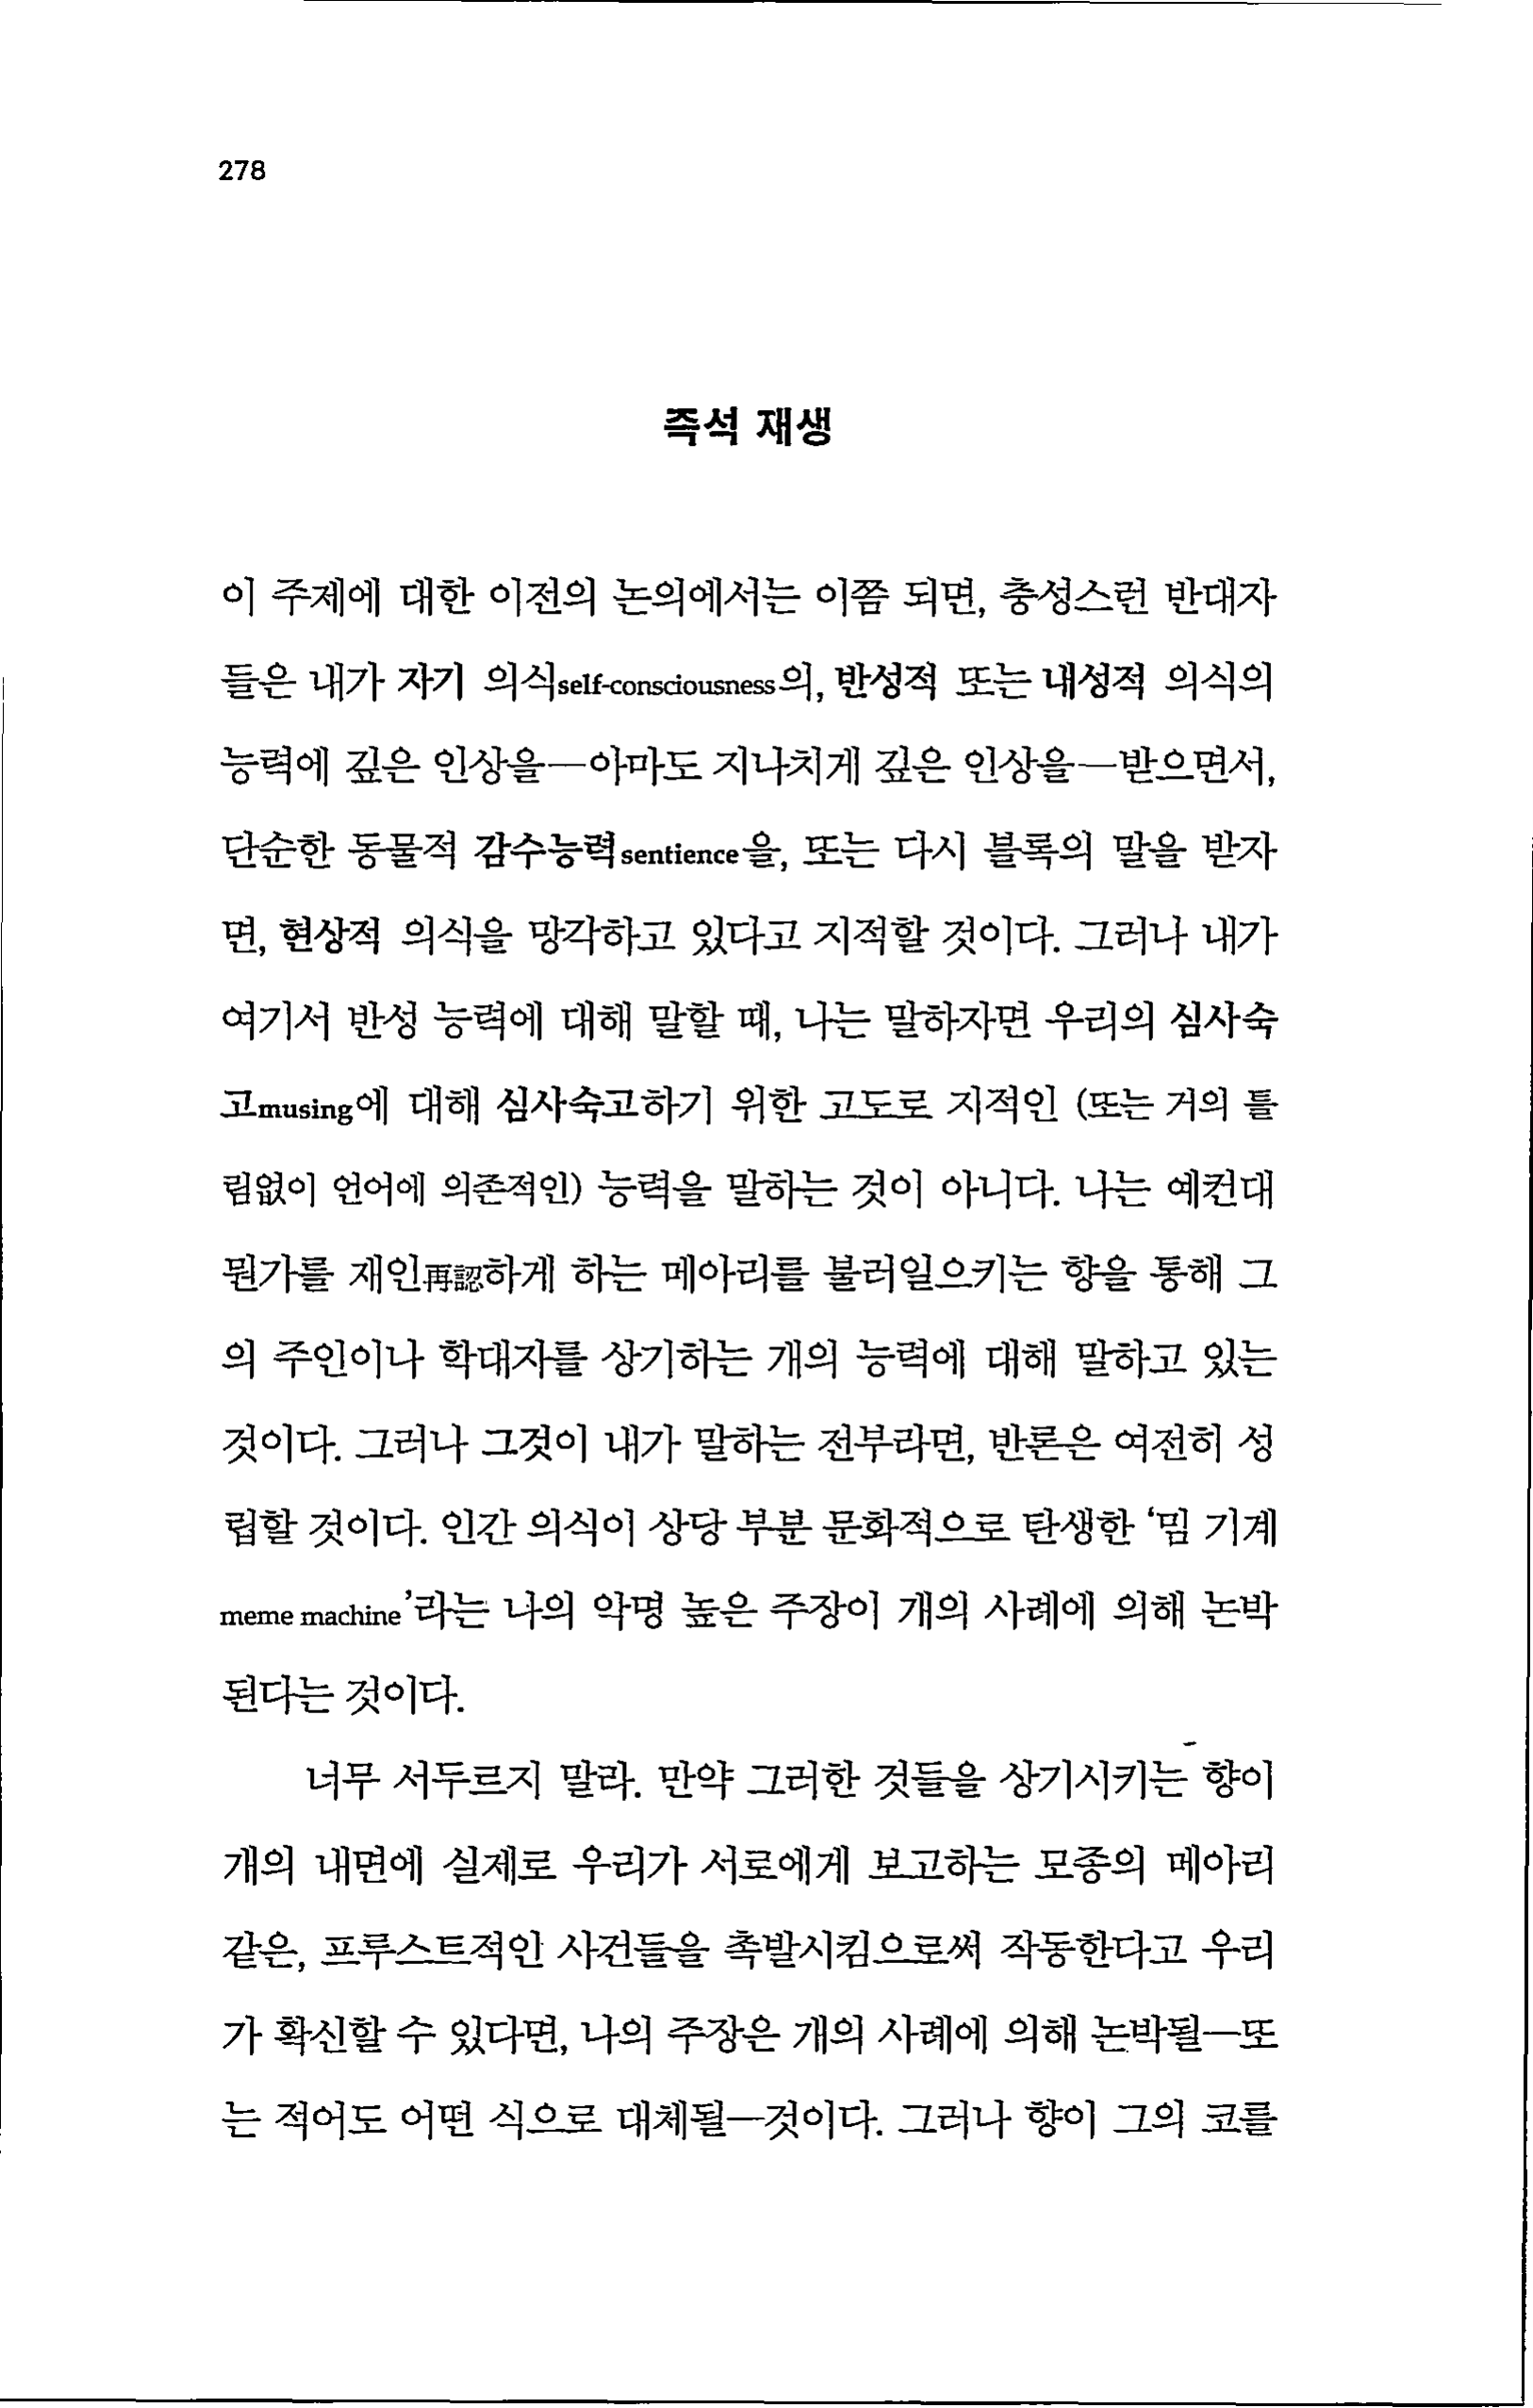 278
즉석 재생
이 주제에 대한 이전의 논의에서는 이쯤 되면, 충성스런 반대자
들은 내가 자기 의식self-consciousness의, 반성적 또는 내성적 의식의
능력에 깊은 인상을—아마도 지나치게 깊은 인상을—받으면서,
단순한 동물적 감수능력sentience을, 또는 다시 블록의 말을 받자
면, 현상적 의식을 망각하고 있다고 지적할 것이다. 그러나 내가
여기서 반성 능력에 대해 말할 때, 나는 말하자면 우리의 심사숙
고musing에 대해 심사숙고하기 위한 고도로 지적인 (또는 거의 틀
림없이 언어에 의존적인) 능력을 말하는 것이 아니다. 나는 예컨대
뭔가를 재인再認하게 하는 메아리를 불러일으키는 향을 통해 그
의 주인이나 학대자를 상기하는 개의 능력에 대해 말하고 있는
것이다. 그러나 그것이 내가 말하는 전부라면, 반론은 여전히 성
립할 것이다. 인간 의식이 상당 부분 문화적으로 탄생한 ‘밈 기계
meme machine’라는 나의 악명 높은 주장이 개의 사례에 의해 논박
된다는 것이다.
너무 서두르지 말라. 만약 그러한 것들을 상기시키는 향이
개의 내면에 실제로 우리가 서로에게 보고하는 모종의 메아리
같은, 프루스트적인 사건들을 촉발시킴으로써 작동한다고 우리
가 확신할 수 있다면, 나의 주장은 개의 사례에 의해 논박될—또
는 적어도 어떤 식으로 대체될—것이다. 그러나 향이 그의 코를